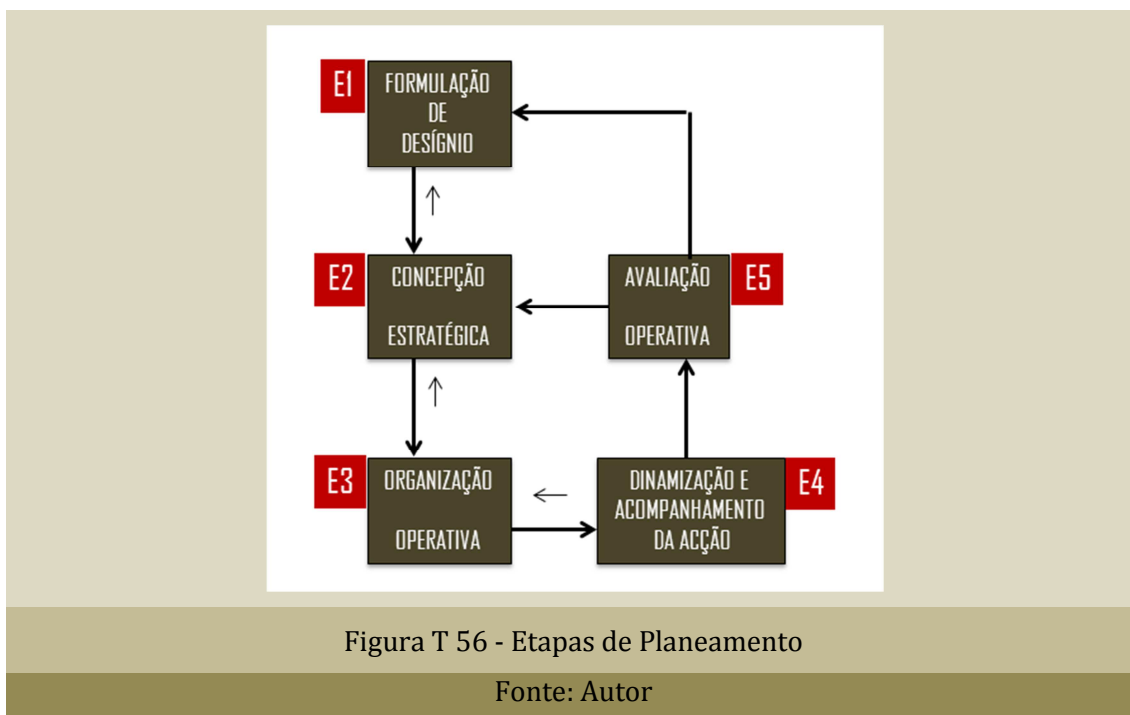 E1
FORMULAÇÃO
DE
DESÍGNIO
E2
CONCEPÇÃO
ESTRATÉGICA
AVALIAÇÃO
OPERATIVA
E5
E3
ORGANIZAÇÃO
OPERATIVA
DINAMIZAÇÃO E
ACOMPANHAMENTO
DA ACÇÃO
E4
Figura T 56 - Etapas de Planeamento
Fonte: Autor